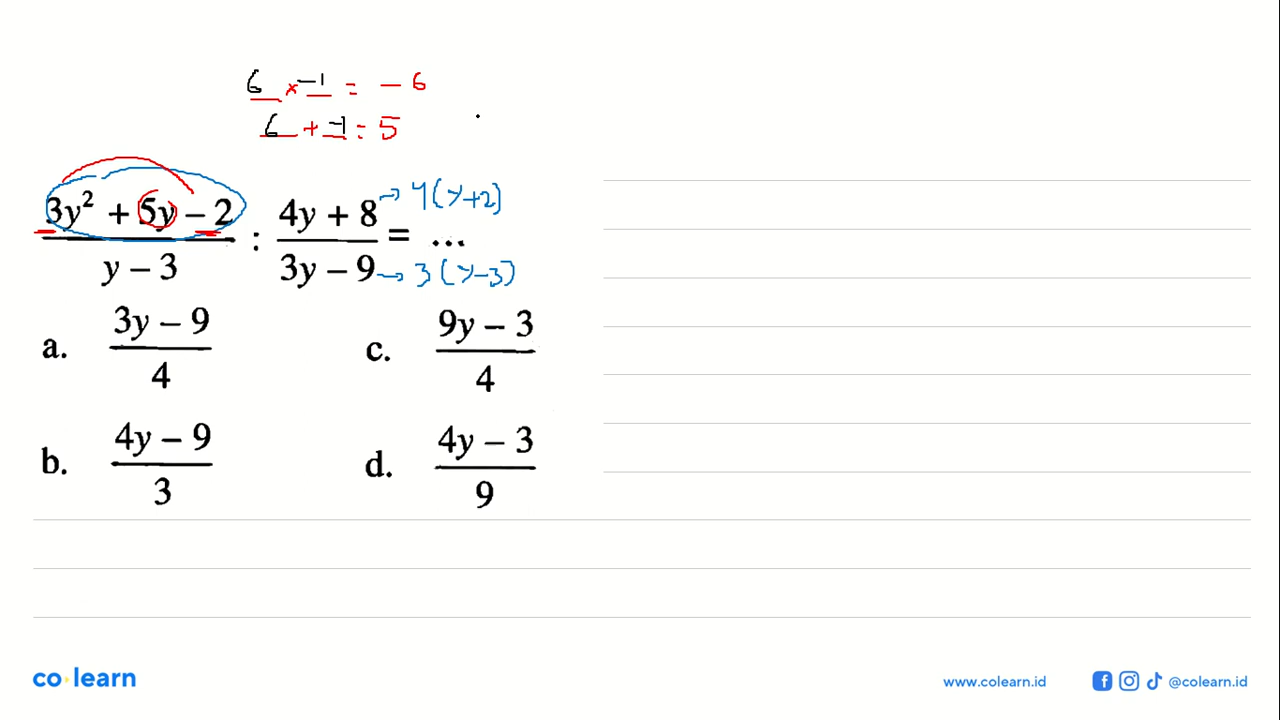 6 × -1 = -6
6 + -1 = 5
3y² + 5y - 2 / y - 3 : 4y + 8 / 3y - 9 = ...
→ 4(y+2)
→ 3(y-3)
a. 3y - 9 / 4
c. 9y - 3 / 4
b. 4y - 9 / 3
d. 4y - 3 / 9
co·learn
www.colearn.id
@colearn.id